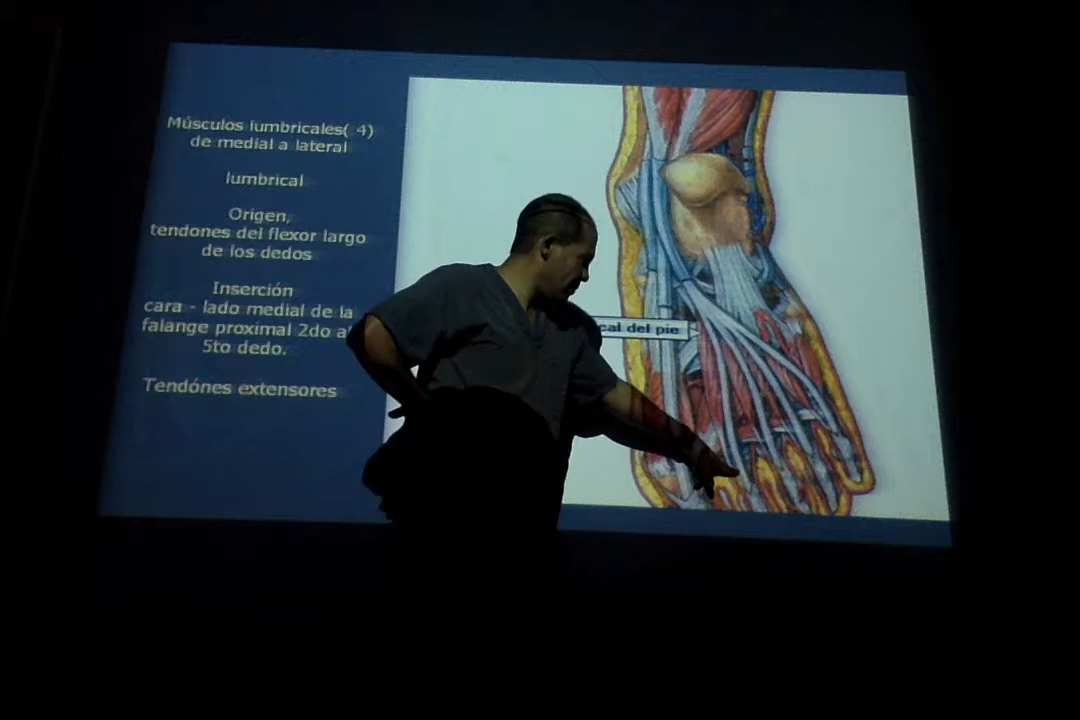 Músculos lumbricales( 4)
de medial a lateral
lumbrical
Origen,
tendones del flexor largo
de los dedos
Inserción
cara - lado medial de la
falange proximal 2do al
5to dedo.
Tendónes extensores
cal del pie